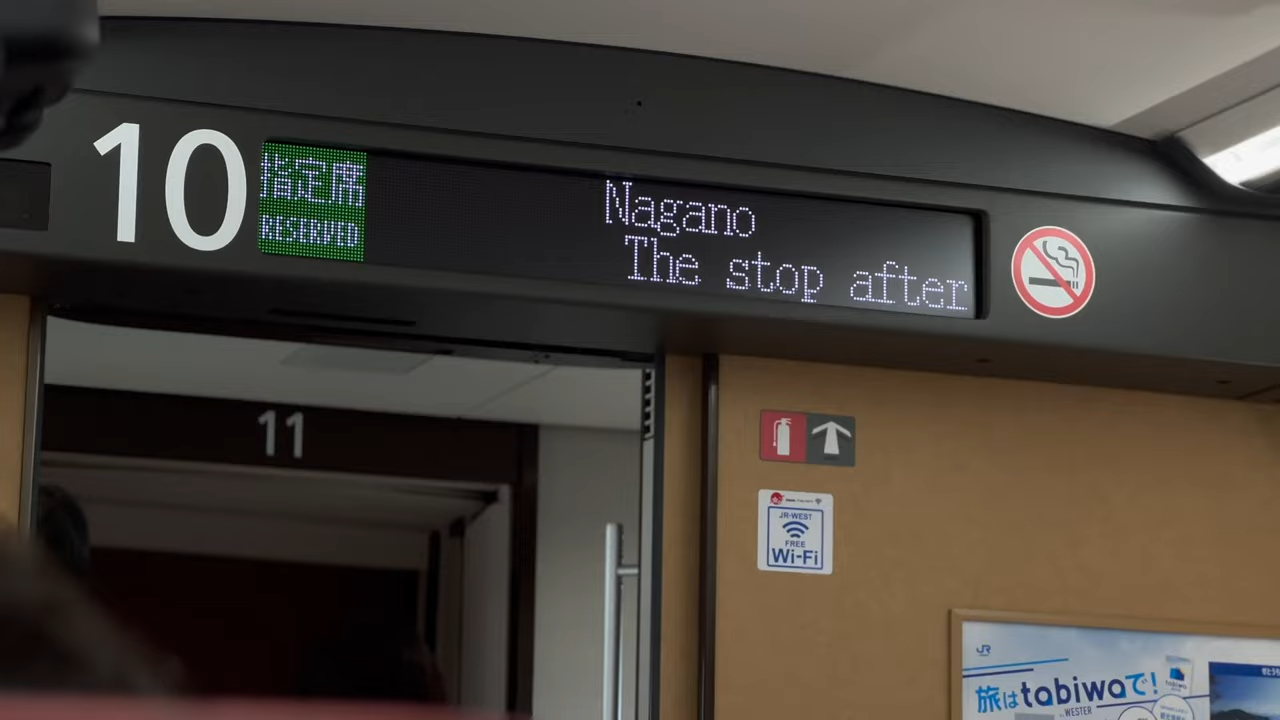 10
指定席
RESERVED
Nagano
The stop after
11
JR-WEST
FREE
Wi-Fi
JR
旅はtabiwaで!
by WESTER